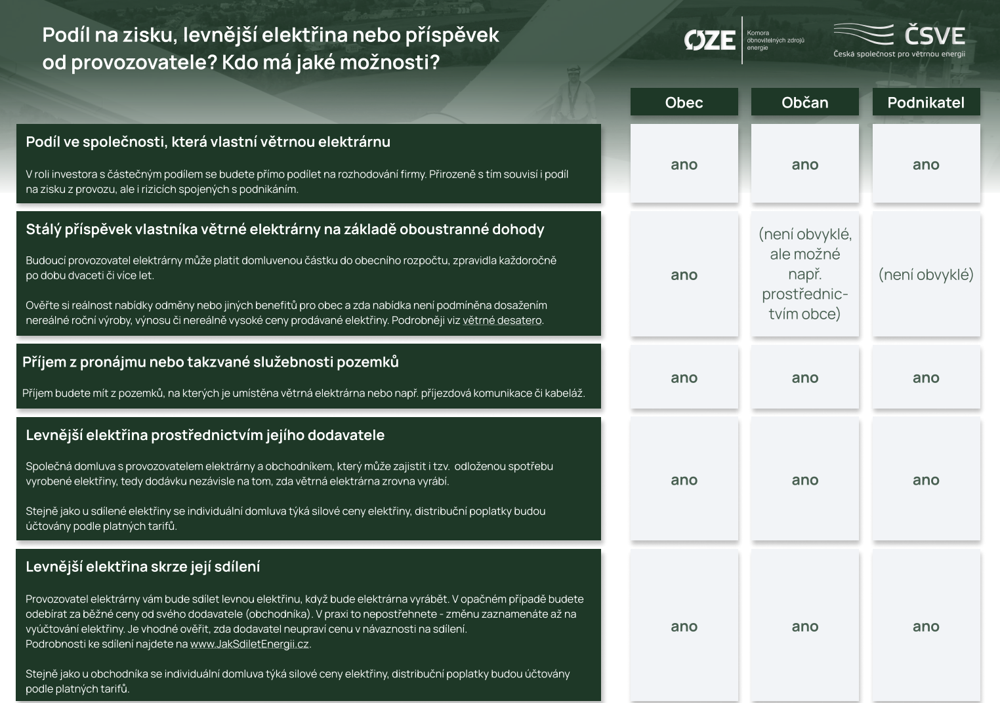 Podíl na zisku, levnější elektřina nebo příspěvek
od provozovatele? Kdo má jaké možnosti?
OZE
Komora
obnovitelných zdrojů
energie
ČSVE
Česká společnost pro větrnou energii
Obec
Občan
Podnikatel
Podíl ve společnosti, která vlastní větrnou elektrárnu
V roli investora s částečným podílem se budete přímo podílet na rozhodování firmy. Přirozeně s tím souvisí i podíl
na zisku z provozu, ale i rizicích spojených s podnikáním.
ano
ano
ano
Stálý příspěvek vlastníka větrné elektrárny na základě oboustranné dohody
Budoucí provozovatel elektrárny může platit domluvenou částku do obecního rozpočtu, zpravidla každoročně
po dobu dvaceti či více let.
Ověřte si reálnost nabídky odměny nebo jiných benefitů pro obec a zda nabídka není podmíněna dosažením
nereálné roční výroby, výnosu či nereálně vysoké ceny prodávané elektřiny. Podrobněji viz větrné desatero.
ano
(není obvyklé,
ale možné
např.
prostřednic-
tvím obce)
(není obvyklé)
Příjem z pronájmu nebo takzvané služebnosti pozemků
Příjem budete mít z pozemků, na kterých je umístěna větrná elektrárna nebo např. příjezdová komunikace či kabeláž.
ano
ano
ano
Levnější elektřina prostřednictvím jejího dodavatele
Společná domluva s provozovatelem elektrárny a obchodníkem, který může zajistit i tzv. odloženou spotřebu
vyrobené elektřiny, tedy dodávku nezávisle na tom, zda větrná elektrárna zrovna vyrábí.
Stejně jako u sdílené elektřiny se individuální domluva týká silové ceny elektřiny, distribuční poplatky budou
účtovány podle platných tarifů.
ano
ano
ano
Levnější elektřina skrze její sdílení
Provozovatel elektrárny vám bude sdílet levnou elektřinu, když bude elektrárna vyrábět. V opačném případě budete
odebírat za běžné ceny od svého dodavatele (obchodníka). V praxi to nepostřehnete - změnu zaznamenáte až na
vyúčtování elektřiny. Je vhodné ověřit, zda dodavatel neupraví cenu v návaznosti na sdílení.
Podrobnosti ke sdílení najdete na www.JakSdiletEnergii.cz.
Stejně jako u obchodníka se individuální domluva týká silové ceny elektřiny, distribuční poplatky budou účtovány
podle platných tarifů.
ano
ano
ano